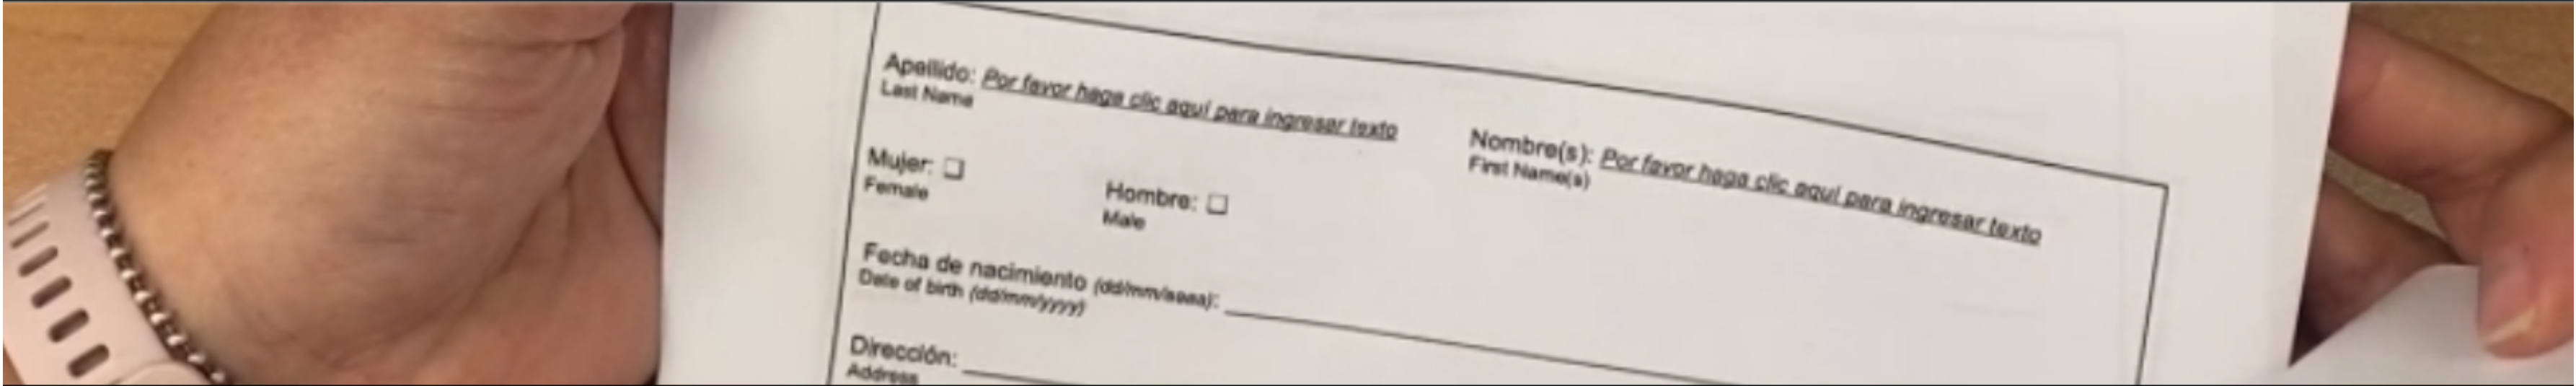 Apellido: Por favor haga clic aquí para ingresar texto
Last Name
Nombre(s): Por favor haga clic aquí para ingresar texto
First Name(s)
Mujer: ☐
Female
Hombre: ☐
Male
Fecha de nacimiento (dd/mm/aaaa):
Date of birth (dd/mm/yyyy)
Dirección:
Address